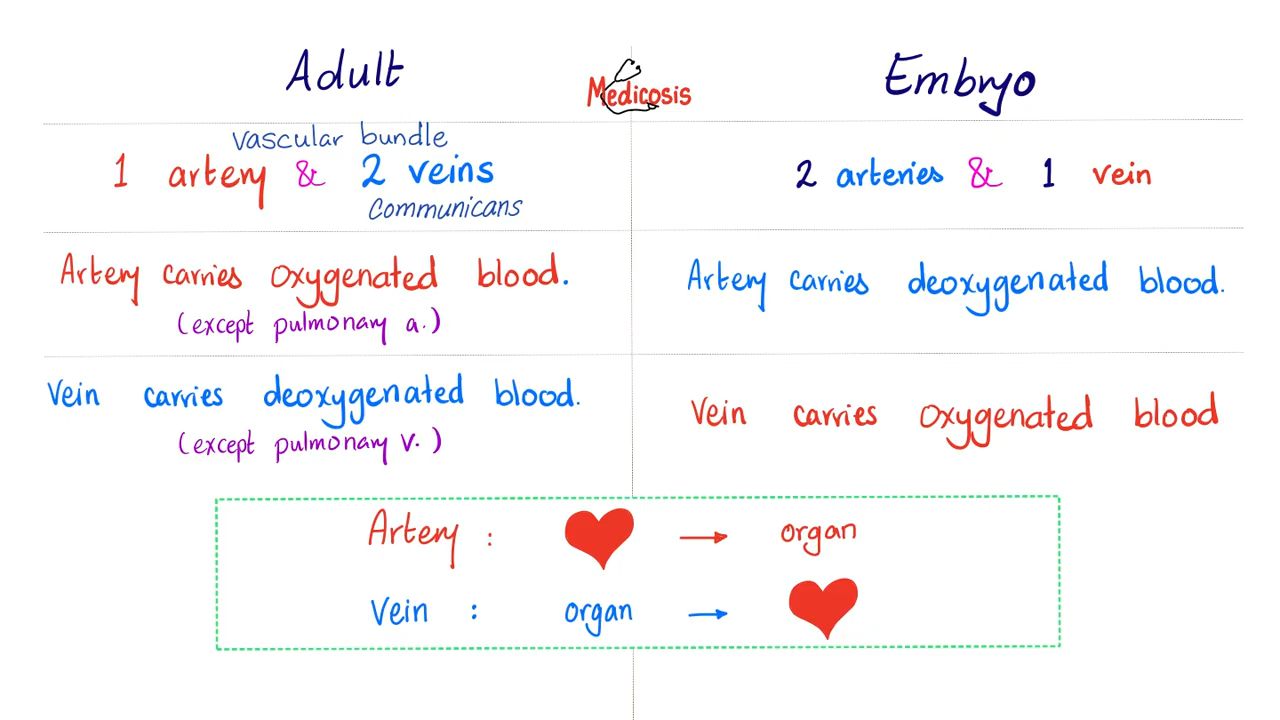 Adult
Medicosis
Embryo
vascular bundle
1 artery & 2 veins
communicans
2 arteries & 1 vein
Artery carries oxygenated blood.
(except pulmonary a.)
Artery carries deoxygenated blood.
Vein carries deoxygenated blood.
(except pulmonary v.)
Vein carries oxygenated blood
Artery : → organ
Vein : organ →